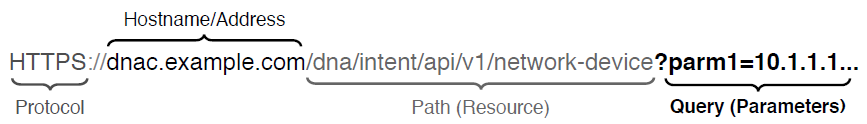 Hostname/Address
HTTPS://dnac.example.com/dna/intent/api/v1/network-device?parm1=10.1.1.1...
Protocol Path (Resource) Query (Parameters)